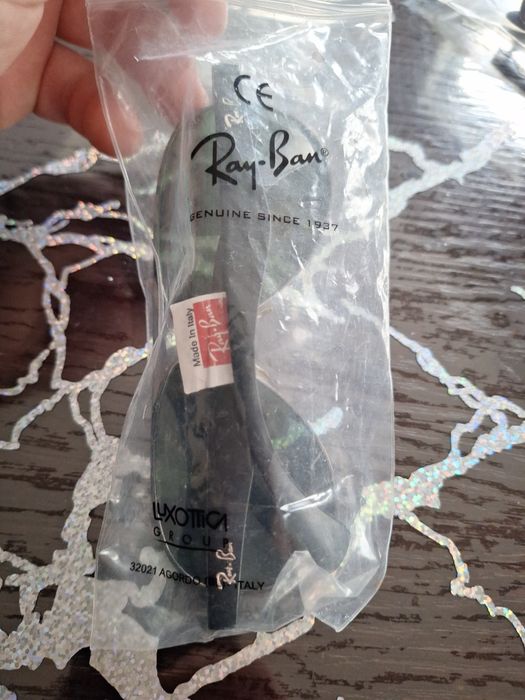 CE
Ray-Ban®
GENUINE SINCE 1937
Made In Italy
Ray-Ban
LUXOTTICA
GROUP
Ray-Ban
32021 AGORDO ITALY